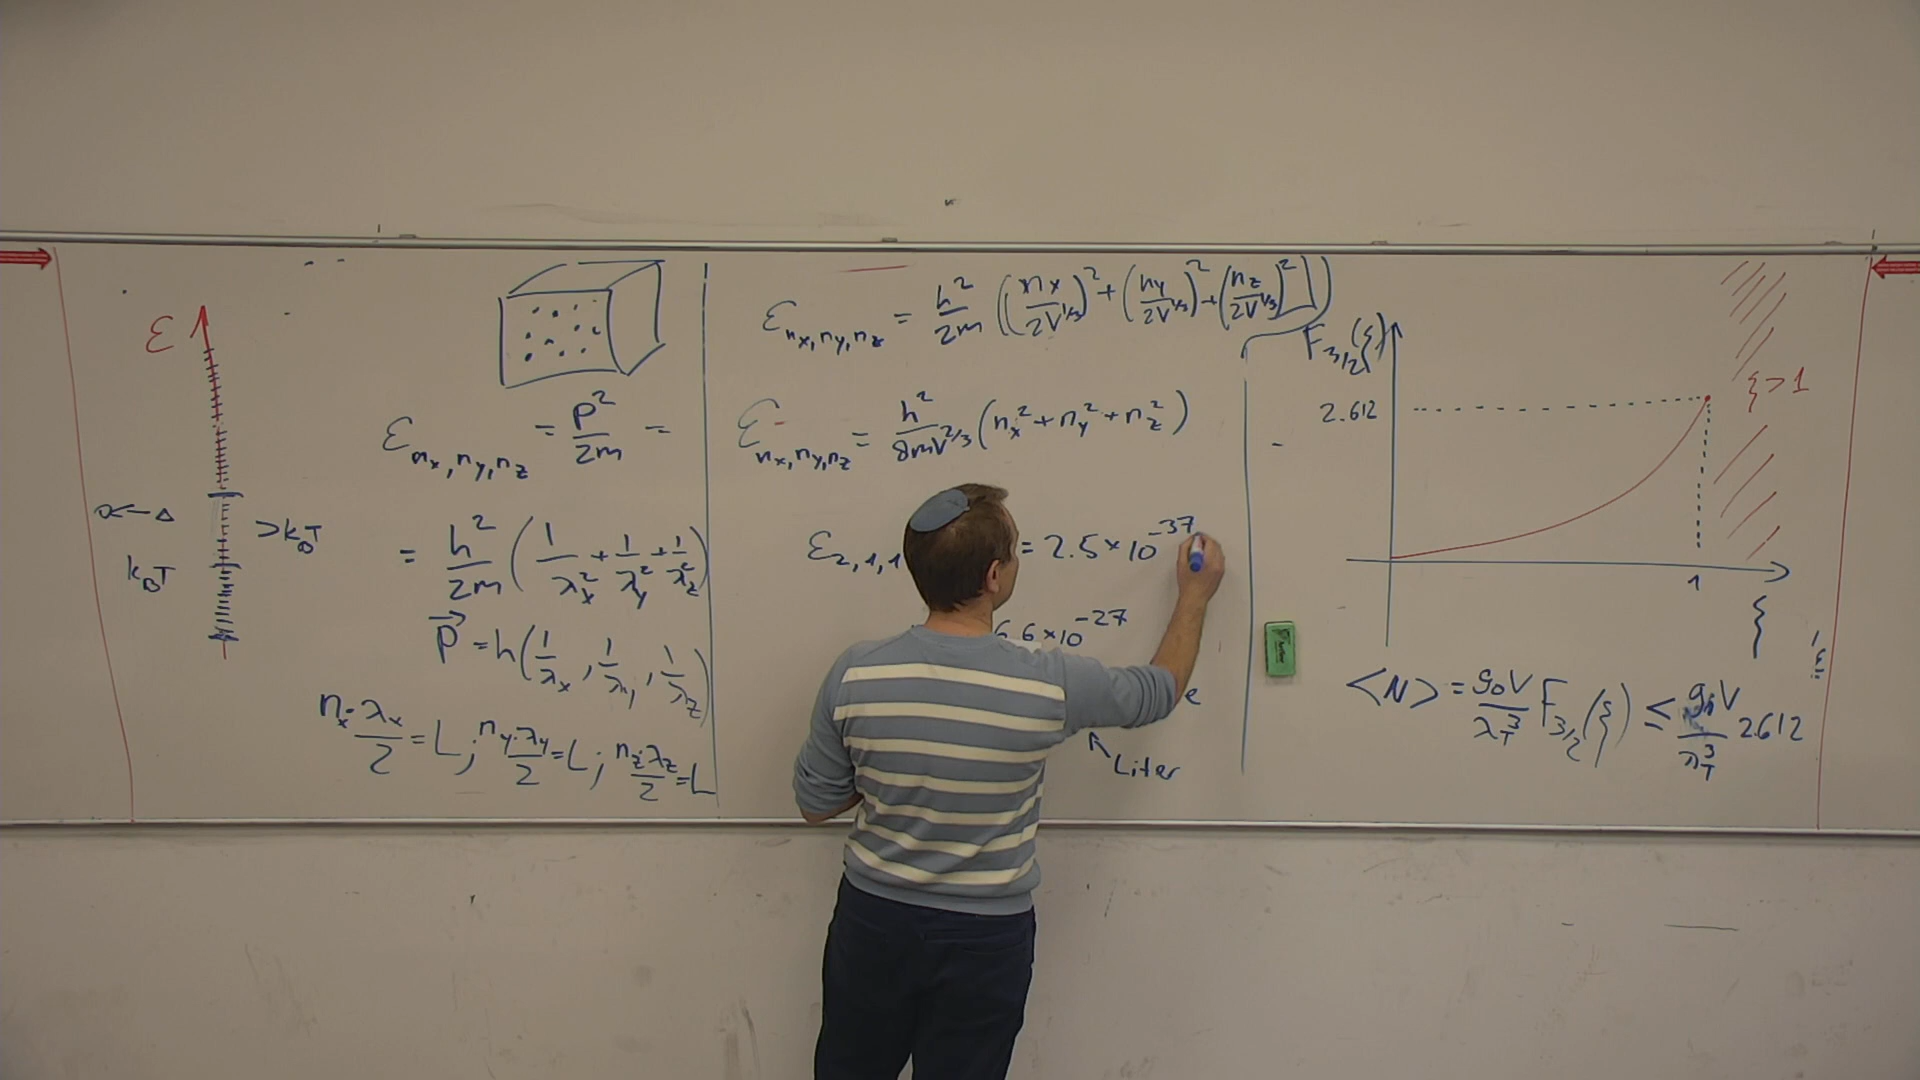 ε
∝ ← Δ
> k_B T
k_B T
ε_{n_x, n_y, n_z} = p²/2m =
= h²/2m (1/λ_x² + 1/λ_y² + 1/λ_z²)
p⃗ = h(1/λ_x, 1/λ_y, 1/λ_z)
n_x·λ_x/2 = L; n_y·λ_y/2 = L; n_z·λ_z/2 = L
ε_{n_x, n_y, n_z} = h²/2m ((n_x/2V^{1/3})² + (n_y/2V^{1/3})² + (n_z/2V^{1/3})²)
ε_{n_x, n_y, n_z} = h²/8mV^{2/3} (n_x² + n_y² + n_z²)
ε_{2,1,1} = 2.5×10^{-37}
6.6×10^{-27}
Liter
F_{3/2}(ξ)
2.612
ξ>1
1
ξ
<N> = g_0 V/λ_T³ F_{3/2}(ξ) ≤ V/λ_T³ 2.612